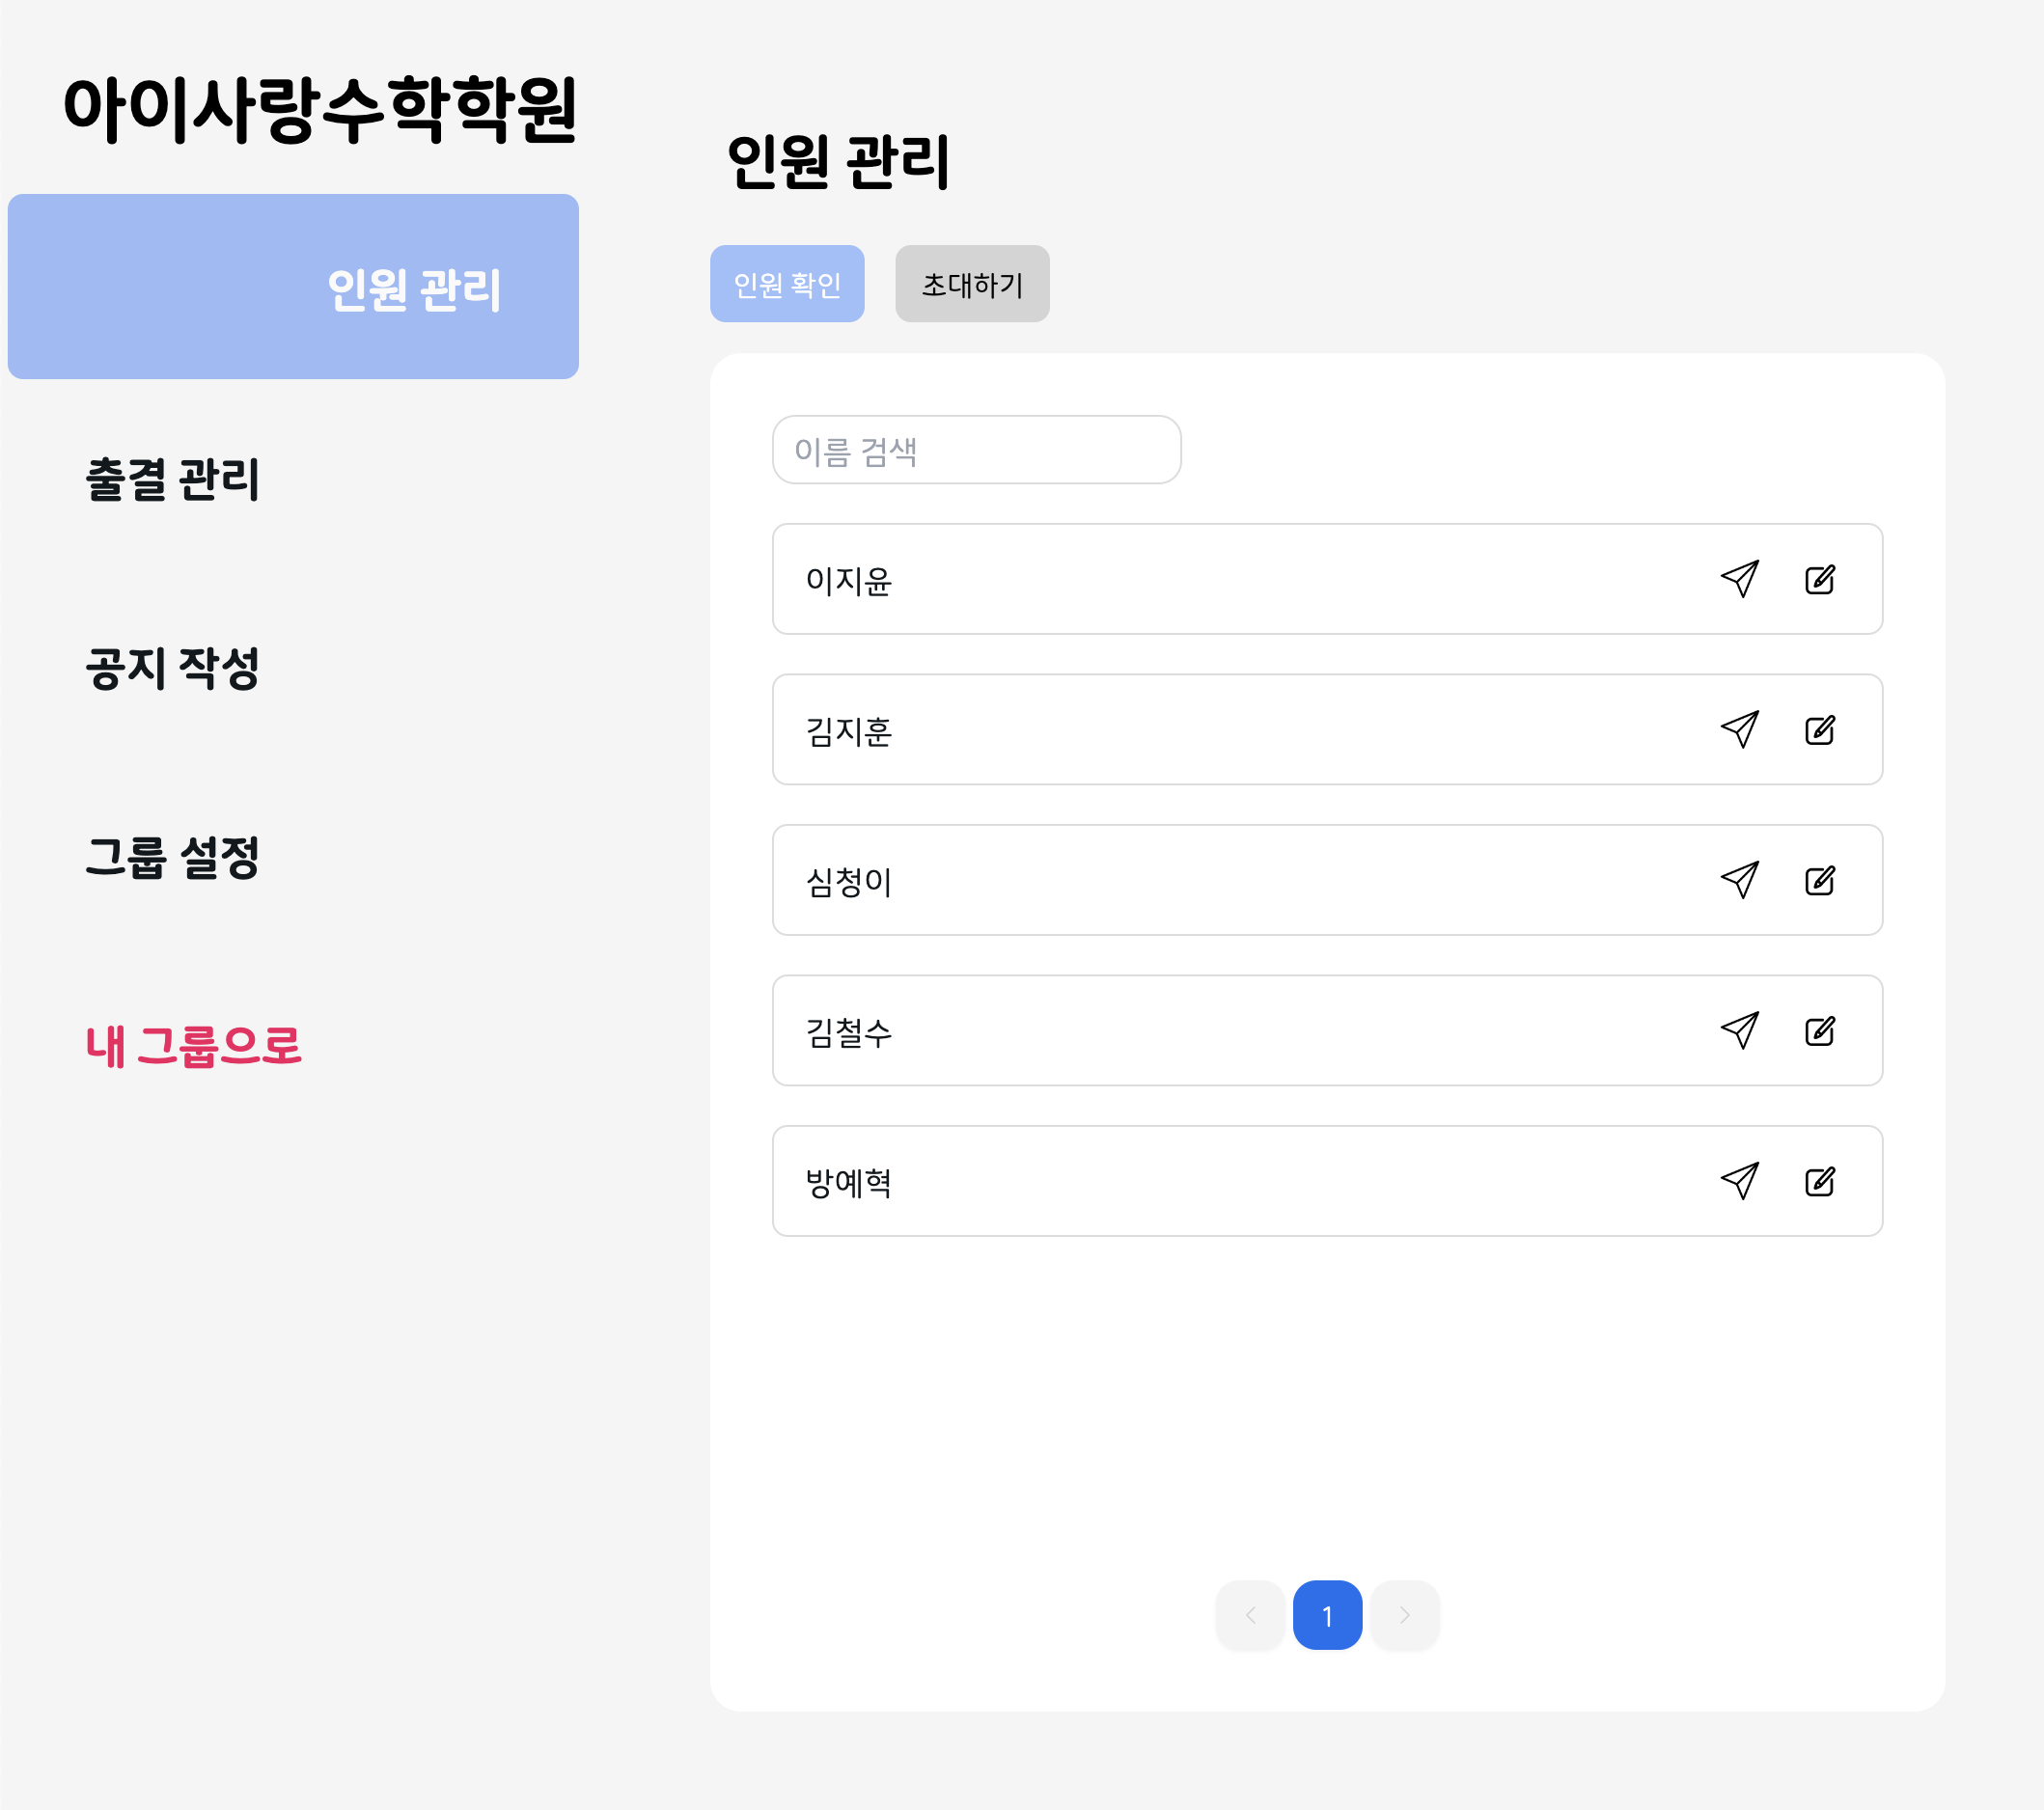 아이사랑수학학원
인원 관리
출결 관리
공지 작성
그룹 설정
내 그룹으로
인원 관리
인원 확인
초대하기
이름 검색
이지윤
김지훈
심청이
김철수
방예혁
1